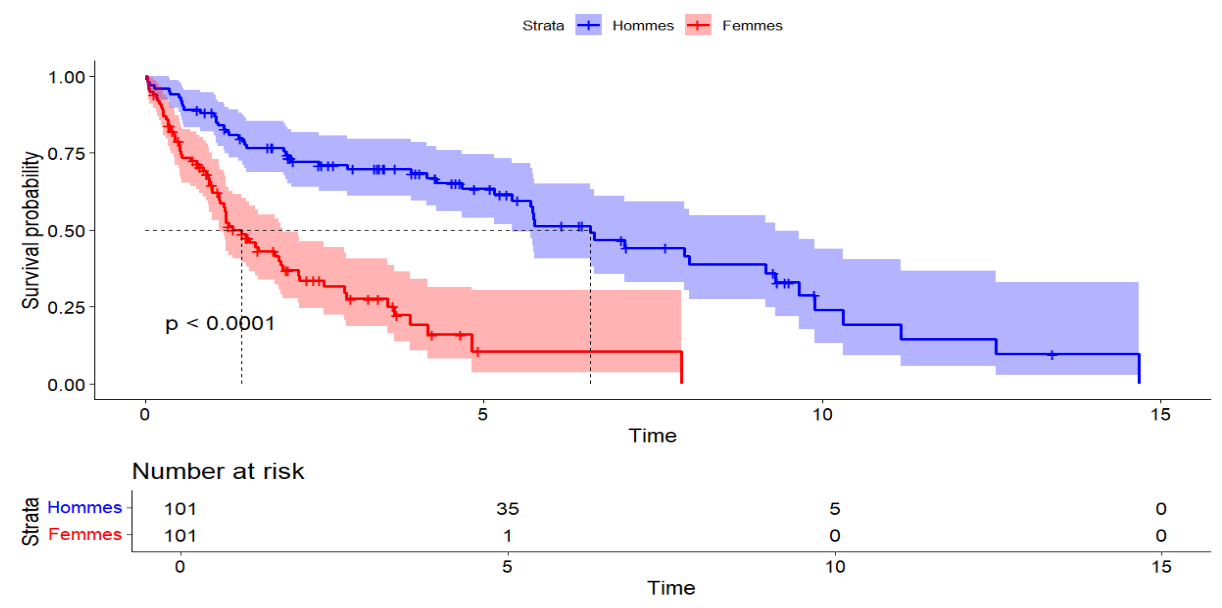 Strata Hommes Femmes
1.00
0.75
0.50
0.25
0.00
Survival probability
p < 0.0001
0 5 10 15
Time
Number at risk
Strata
Hommes 101 35 5 0
Femmes 101 1 0 0
0 5 10 15
Time